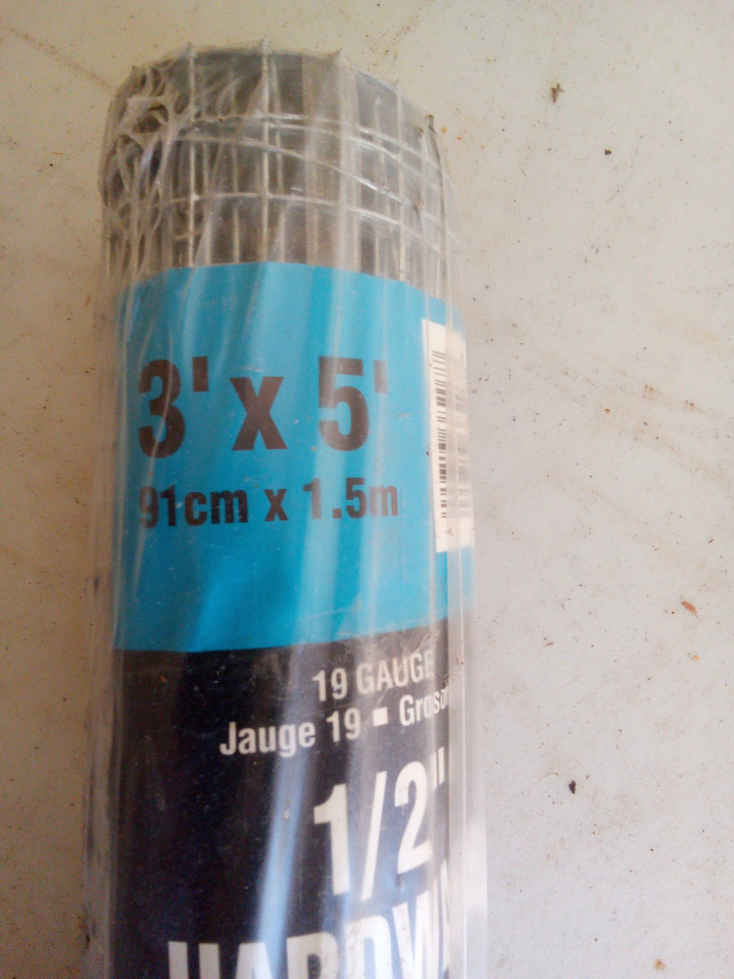 3' x 5'
91cm x 1.5m
19 GAUGE
Jauge 19 ▪
1/2"